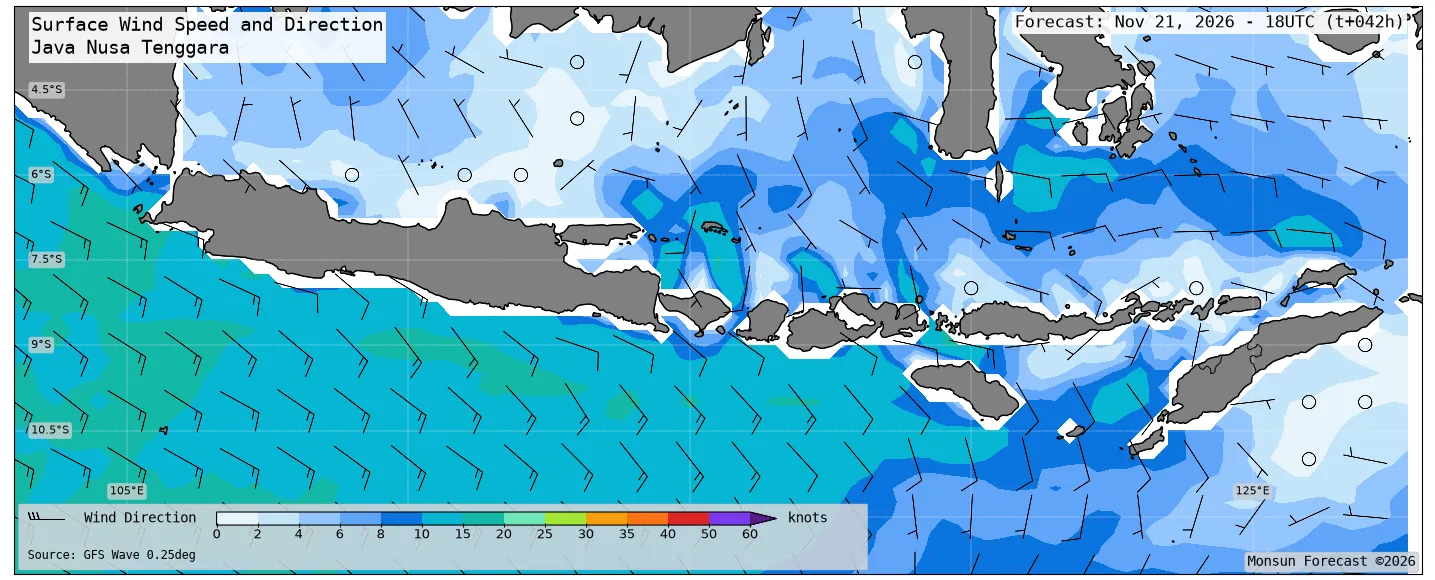 Surface Wind Speed and Direction
Java Nusa Tenggara
Forecast: Nov 21, 2026 - 18UTC (t+042h)
4.5°S
6°S
7.5°S
9°S
10.5°S
105°E
125°E
Wind Direction
0 2 4 6 8 10 15 20 25 30 35 40 50 60
knots
Source: GFS Wave 0.25deg
Monsun Forecast ©2026